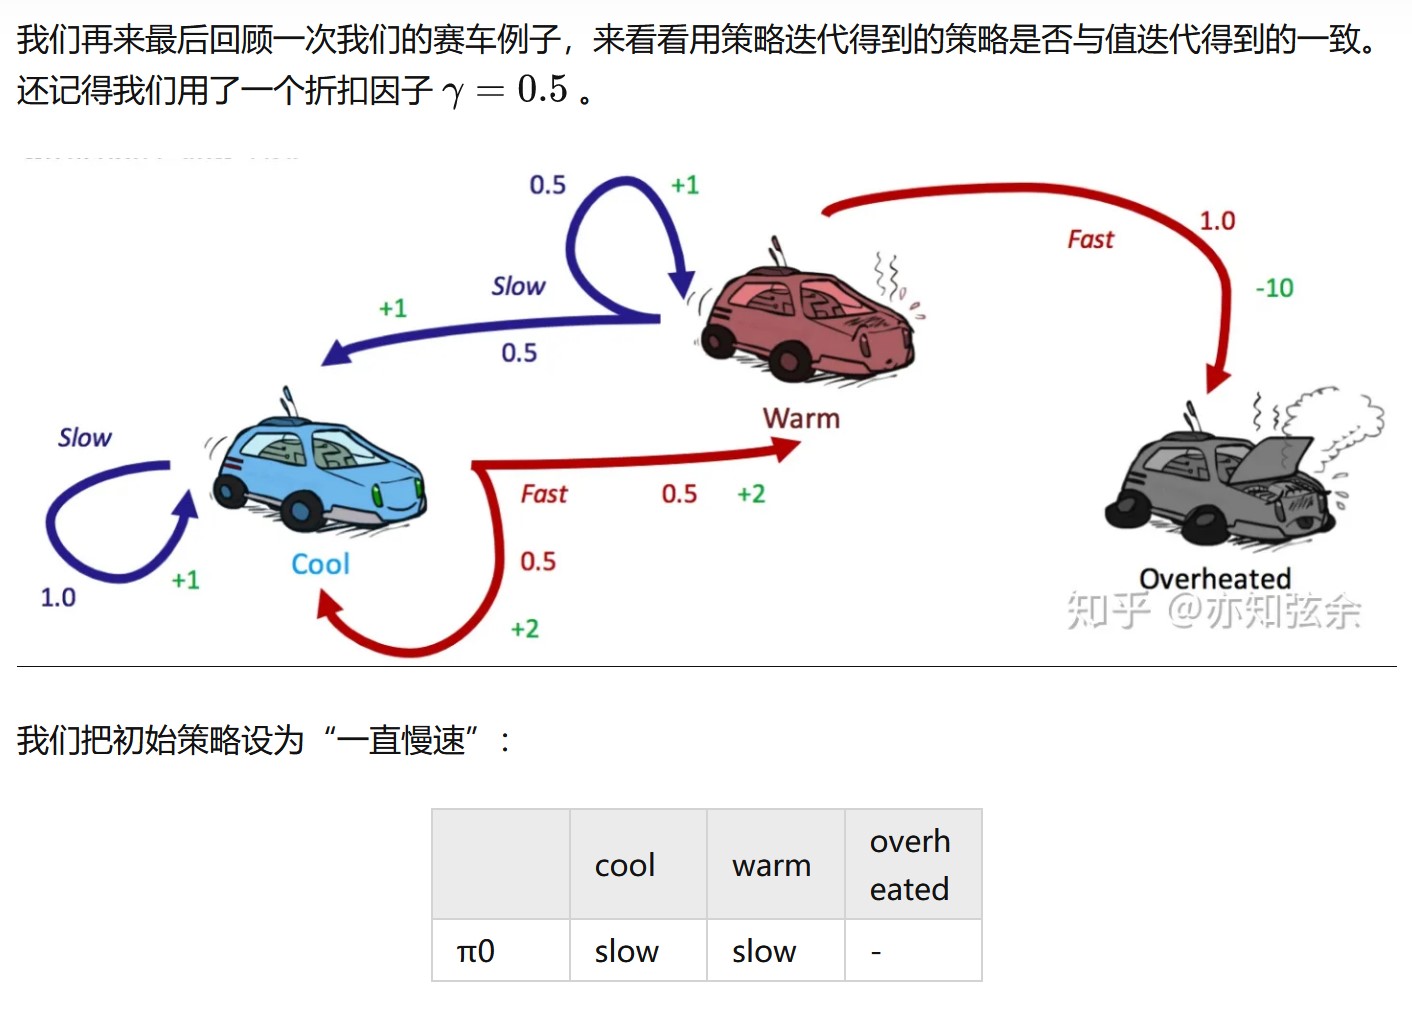 我们再来最后回顾一次我们的赛车例子，来看看用策略迭代得到的策略是否与值迭代得到的一致。
还记得我们用了一个折扣因子 γ = 0.5 。
0.5 +1
1.0
Fast
-10
Slow
+1
0.5
Warm
Slow
Fast 0.5 +2
0.5
Cool
+1
1.0
Overheated
知乎 @亦知弦余
+2
我们把初始策略设为“一直慢速”：
cool warm overh
eated
π0 slow slow -